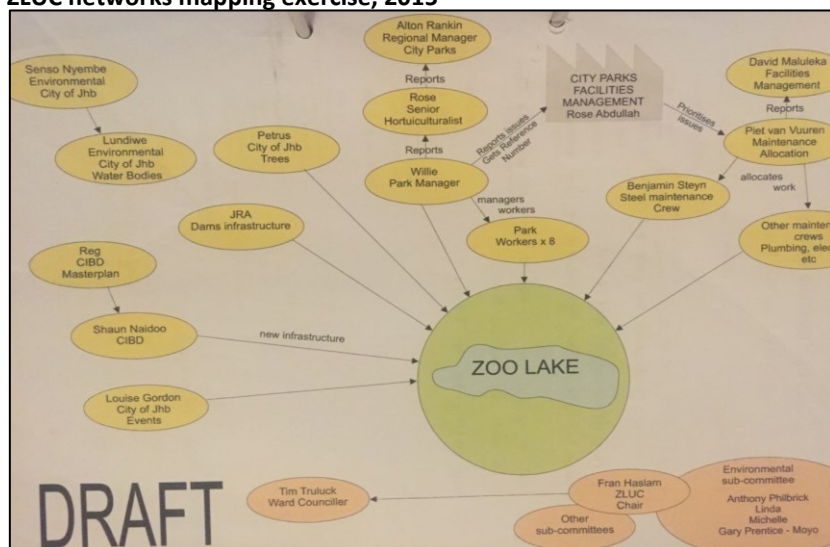 ZLUC networks mapping exercise, 2015
Alton Rankin
Regional Manager
City Parks
Senso Nyembe
Environmental
City of Jhb
Reports
CITY PARKS
FACILITIES
MANAGEMENT
Rose Abdullah
David Maluleka
Facilities
Management
Lundiwe
Environmental
City of Jhb
Water Bodies
Petrus
City of Jhb
Trees
Rose
Senior
Hortuiculturalist
Reports issues
Gets Reference
Number
Prioritises
issues
Reports
Piet van Vuuren
Maintenance
Allocation
Reports
Willie
Park Manager
Benjamin Steyn
Steel maintenance
Crew
allocates
work
JRA
Dams infrastructure
managers
workers
Park
Workers x 8
Other
crews
Plumbing,
etc
Reg
CIBD
Masterplan
Shaun Naidoo
CIBD
new infrastructure
ZOO LAKE
Louise Gordon
City of Jhb
Events
DRAFT
Tim Truluck
Ward Counciller
Fran Haslam
ZLUC
Chair
Other
sub-committees
Environmental
sub-committee
Anthony Philbrick
Linda
Michelle
Gary Prentice - Moyo